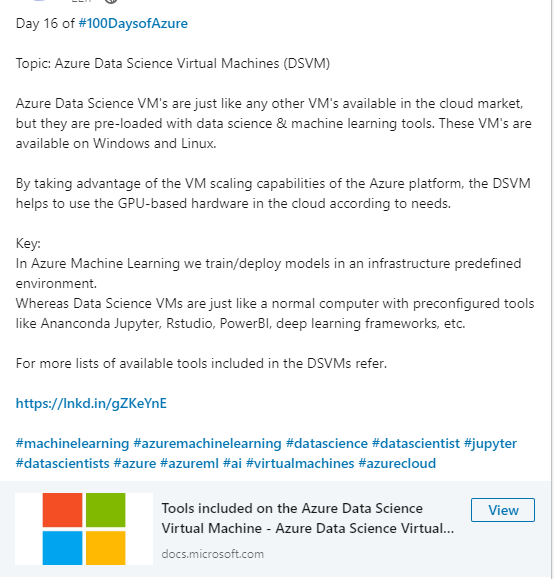 Day 16 of #100DaysofAzure
Topic: Azure Data Science Virtual Machines (DSVM)
Azure Data Science VM's are just like any other VM's available in the cloud market,
but they are pre-loaded with data science & machine learning tools. These VM's are
available on Windows and Linux.
By taking advantage of the VM scaling capabilities of the Azure platform, the DSVM
helps to use the GPU-based hardware in the cloud according to needs.
Key:
In Azure Machine Learning we train/deploy models in an infrastructure predefined
environment.
Whereas Data Science VMs are just like a normal computer with preconfigured tools
like Ananconda Jupyter, Rstudio, PowerBI, deep learning frameworks, etc.
For more lists of available tools included in the DSVMs refer.
https://lnkd.in/gZKeYnE
#machinelearning #azuremachinelearning #datascience #datascientist #jupyter
#datascientists #azure #azureml #ai #virtualmachines #azurecloud
Tools included on the Azure Data Science
Virtual Machine - Azure Data Science Virtual...
View
docs.microsoft.com